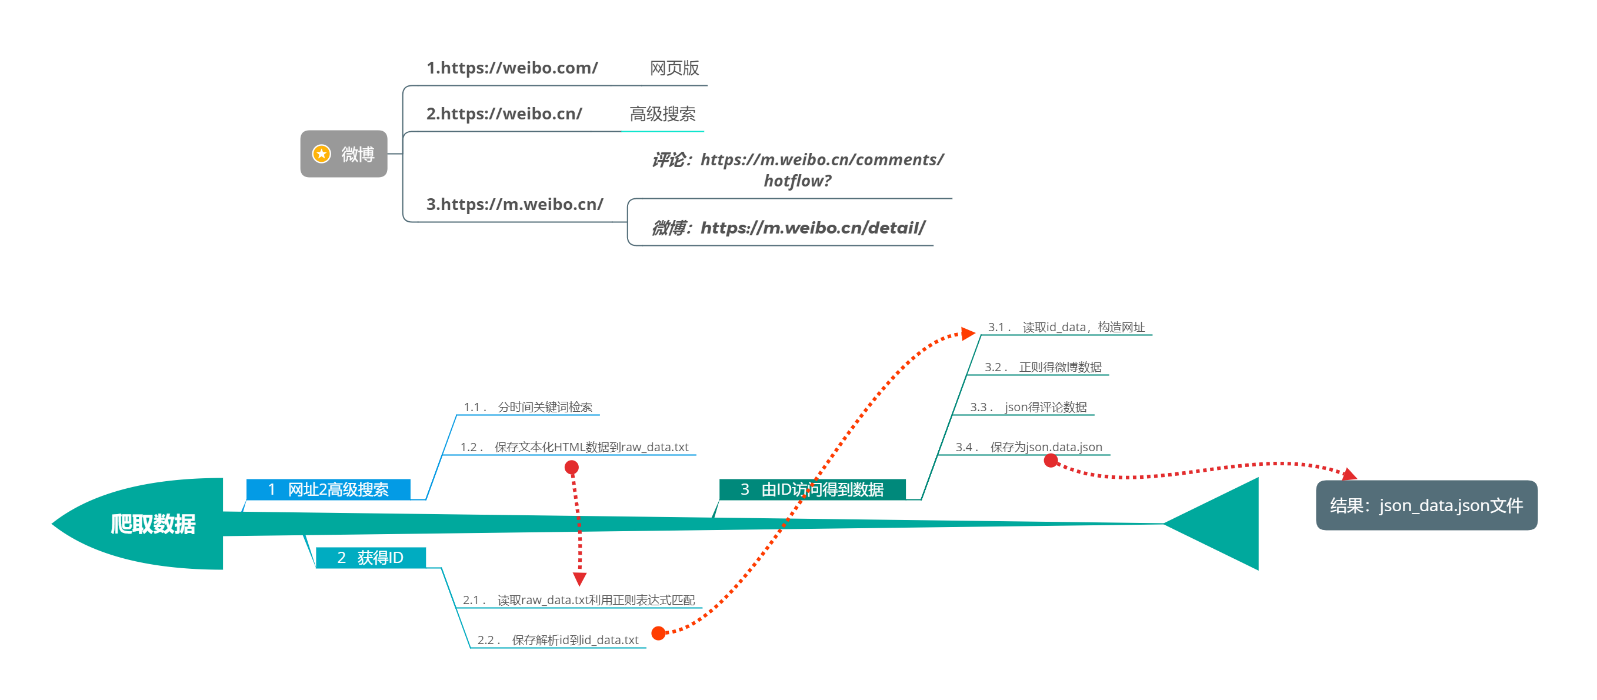 1.https://weibo.com/ 网页版
2.https://weibo.cn/ 高级搜索
微博
评论：https://m.weibo.cn/comments/
hotflow?
3.https://m.weibo.cn/
微博：https://m.weibo.cn/detail/
3.1． 读取id_data，构造网址
3.2． 正则得微博数据
1.1． 分时间关键词检索
3.3． json得评论数据
1.2． 保存文本化HTML数据到raw_data.txt
3.4． 保存为json.data.json
1 网址2高级搜索
3 由ID访问得到数据
结果：json_data.json文件
爬取数据
2 获得ID
2.1． 读取raw_data.txt利用正则表达式匹配
2.2． 保存解析id到id_data.txt